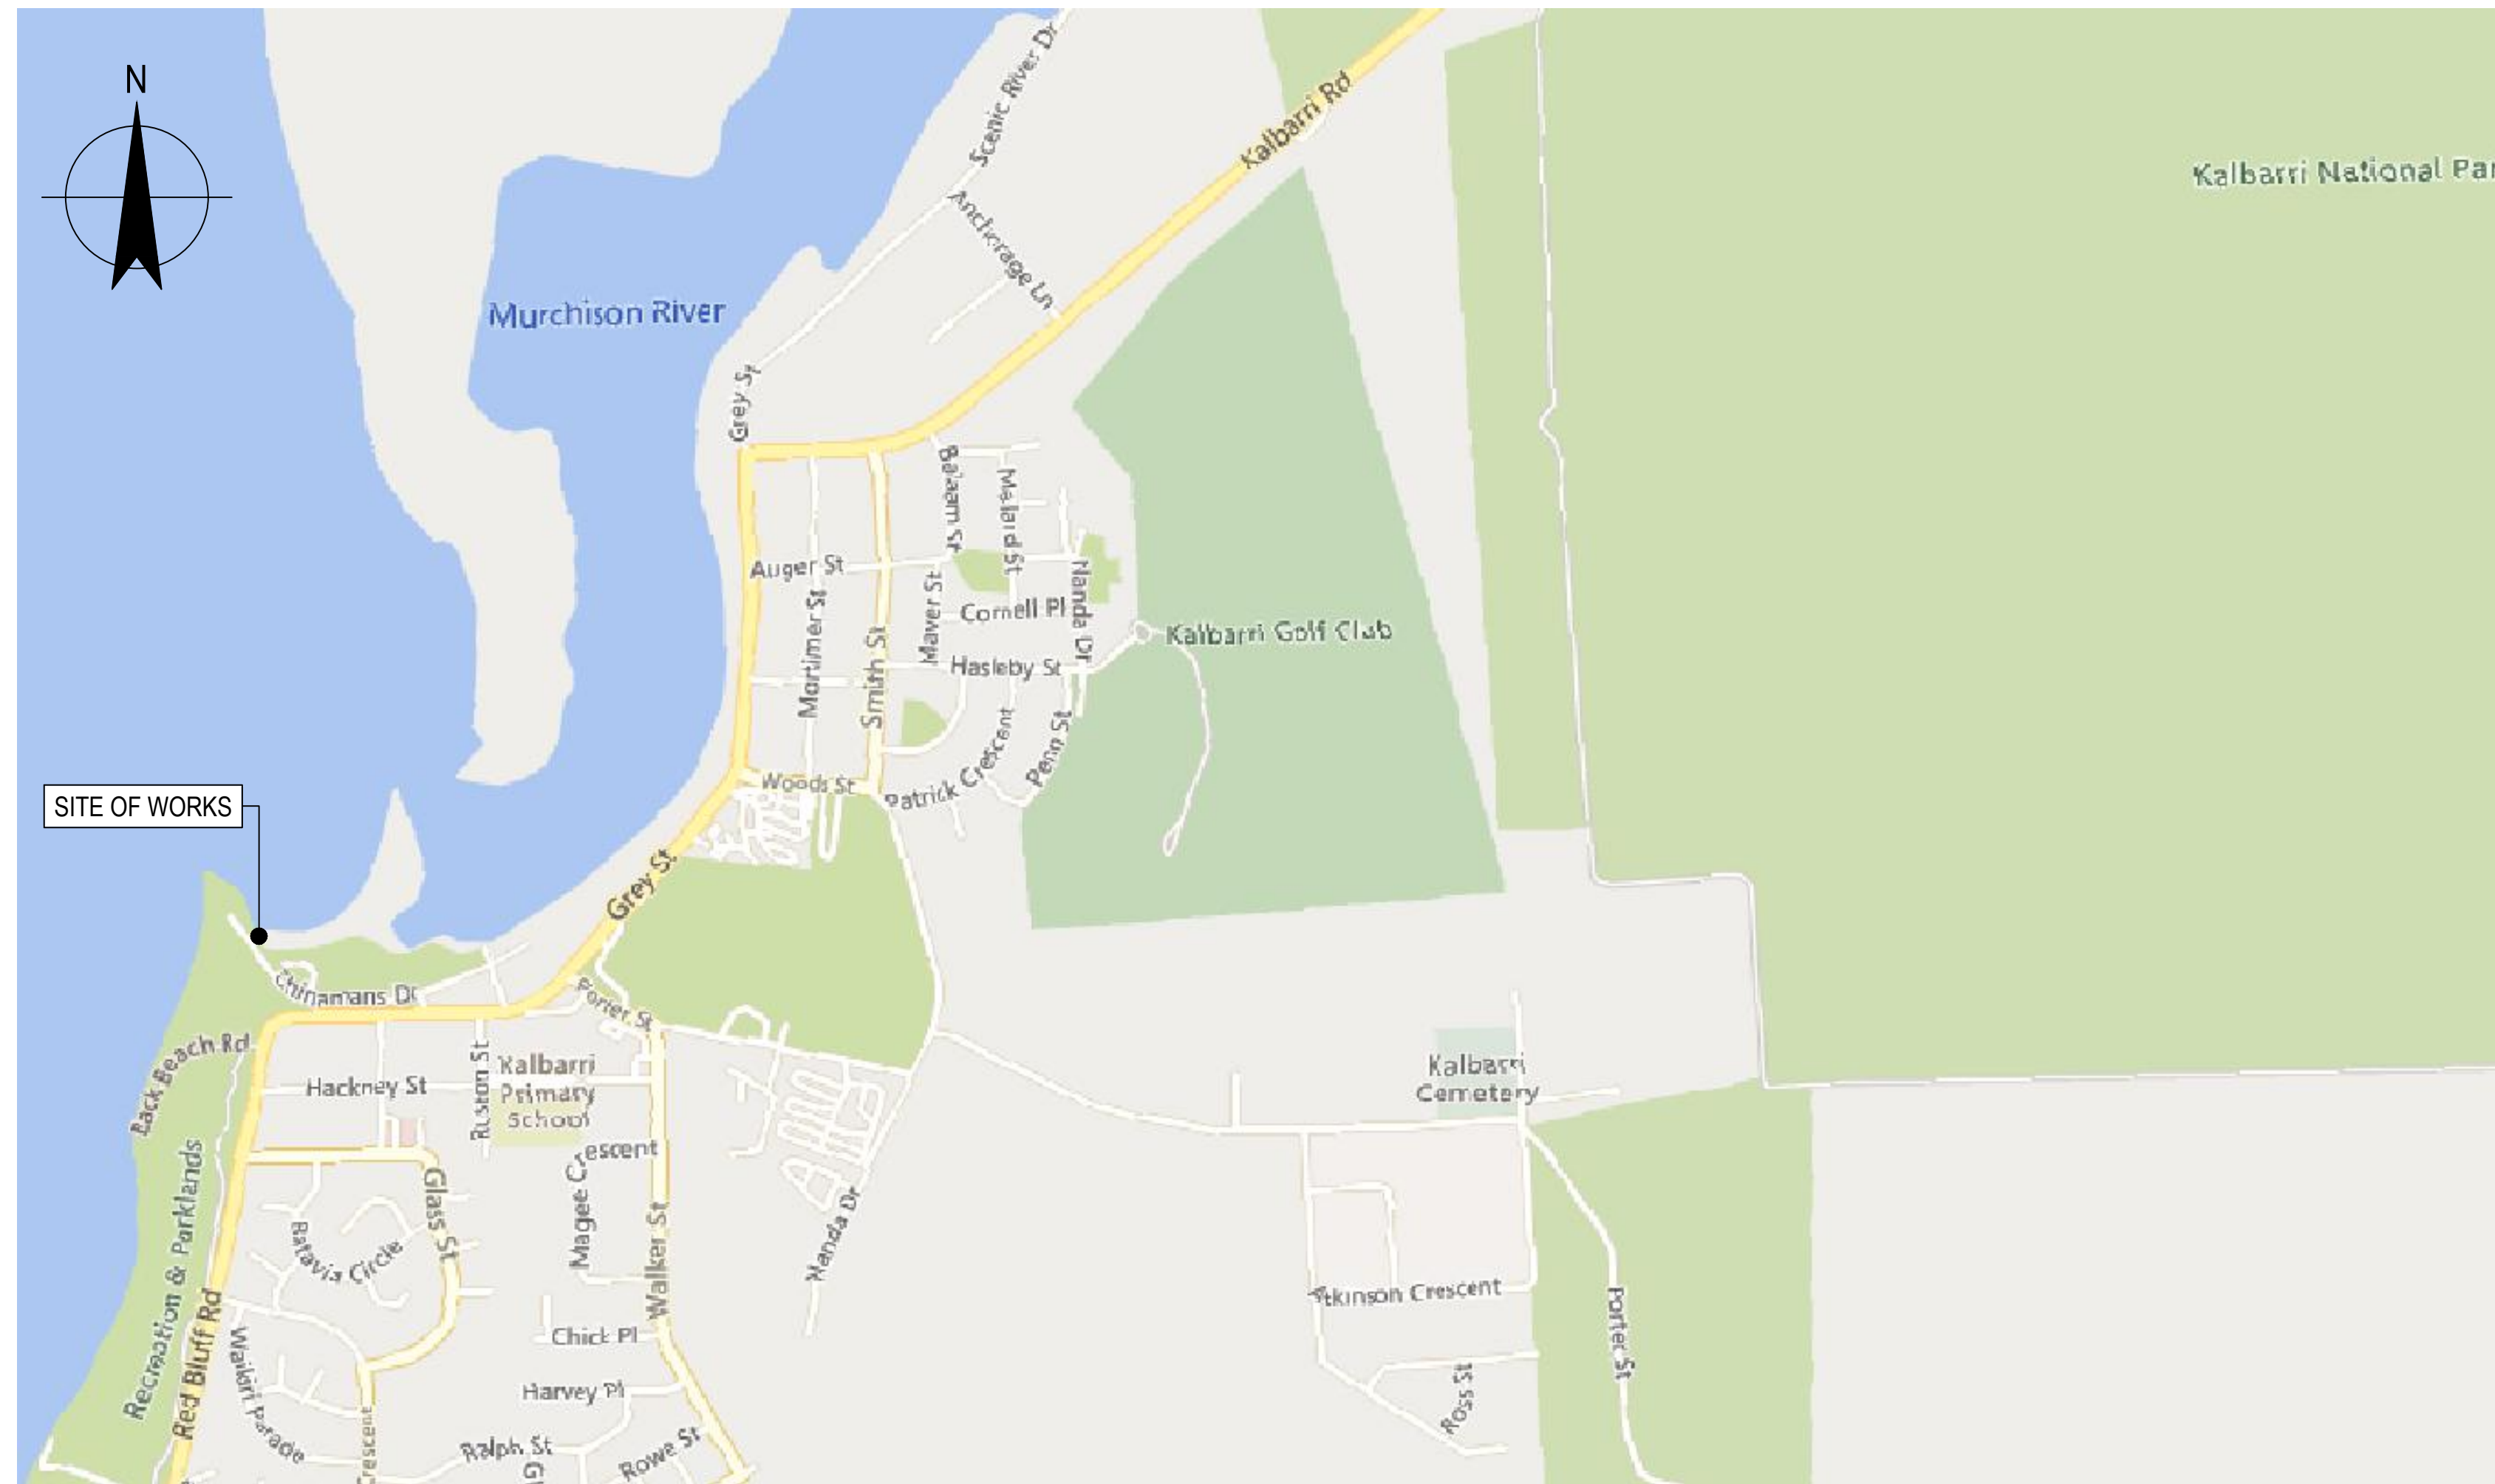 N
Scenic River Dr
Kalbarri Rd
Kalbarri National Par
Anchorage Ln
Murchison River
Grey St
Belmeer St
Malard St
Auger St
Nanda Dr
Mortimer St
Maver St
Cornell Pl
Kalbarri Golf Club
Smith St
Hasleby St
Patrick Crescent
Penn St
Woods St
SITE OF WORKS
Grey St
Chinamans Dr
Porter St
Back Beach Rd
Hackney St
Ruston St
Kalbarri
Primary
School
Kalbarri
Cemetery
Magee Crescent
Glass St
Walker St
Nanda Dr
Recreation & Parklands
Batavia Circle
Atkinson Crescent
Porter St
Red Bluff Rd
Chick Pl
Harvey Pl
Ross St
Crescent
Ralph St
Rowe St